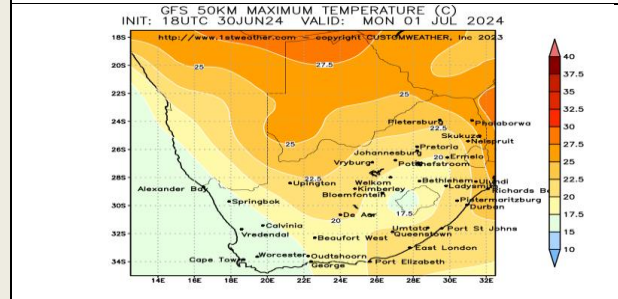 GFS 50KM MAXIMUM TEMPERATURE (C)
INIT: 18UTC 30JUN24 VALID: MON 01 JUL 2024
http://www.1stweather.com copyright CUSTOMWEATHER, Inc 2023
18S
20S
22S
24S
26S
28S
30S
32S
34S
14E 16E 18E 20E 22E 24E 26E 28E 30E 32E
27.5
25
25
25
22.5
Pietersburg
Phalaborwa
Skukuza
Nelspruit
Pretoria
Johannesburg
20
Ermelo
Vryburg
Potchefstroom
22.5
Upington
Welkom
Bethlehem
Ulundi
Kimberley
Ladysmith
Alexander Bay
Bloemfontein
Richards B
Springbok
Pietermaritzburg
Durban
17.5
De Aar
20
Calvinia
Vredendal
Umtata
Port St Johns
Queenstown
Beaufort West
East London
Worcester
Oudtshoorn
Cape Town
George
Port Elizabeth
22.5
40
37.5
35
32.5
30
27.5
25
22.5
20
17.5
15
10